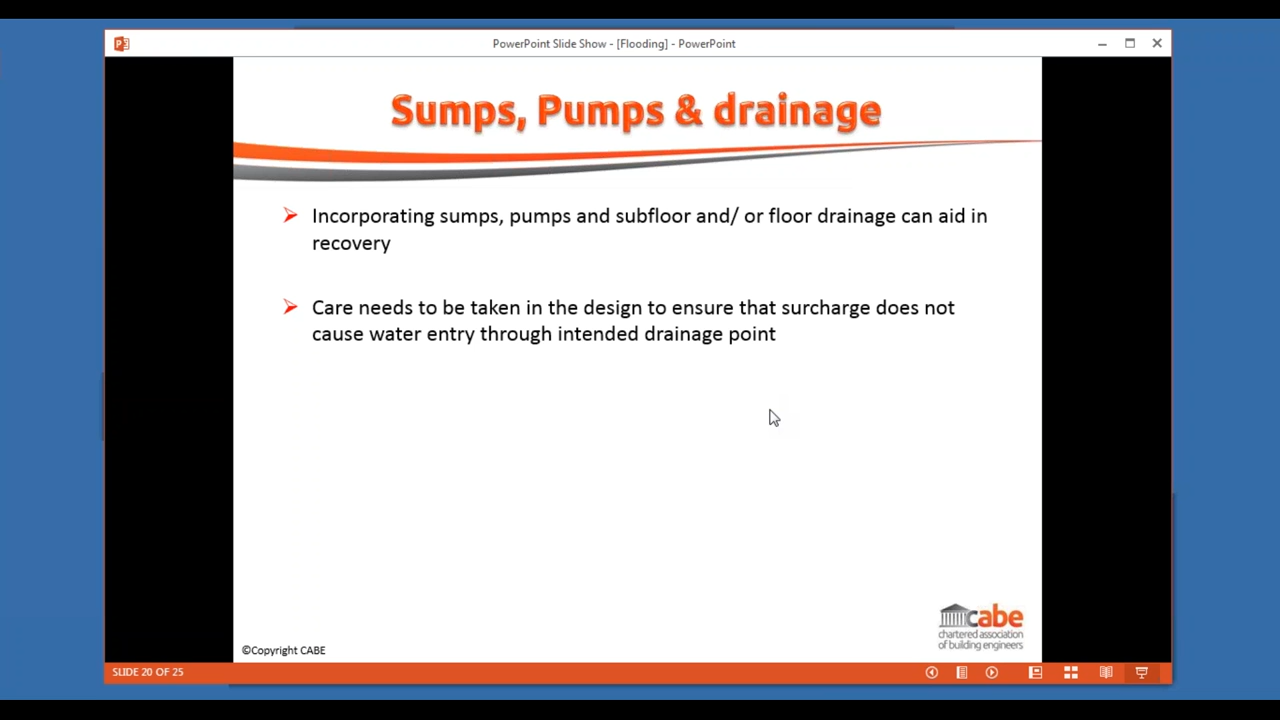 PowerPoint Slide Show - [Flooding] - PowerPoint
Sumps, Pumps & drainage
Incorporating sumps, pumps and subfloor and/ or floor drainage can aid in
recovery
Care needs to be taken in the design to ensure that surcharge does not
cause water entry through intended drainage point
cabe
chartered association
of building engineers
©Copyright CABE
SLIDE 20 OF 25